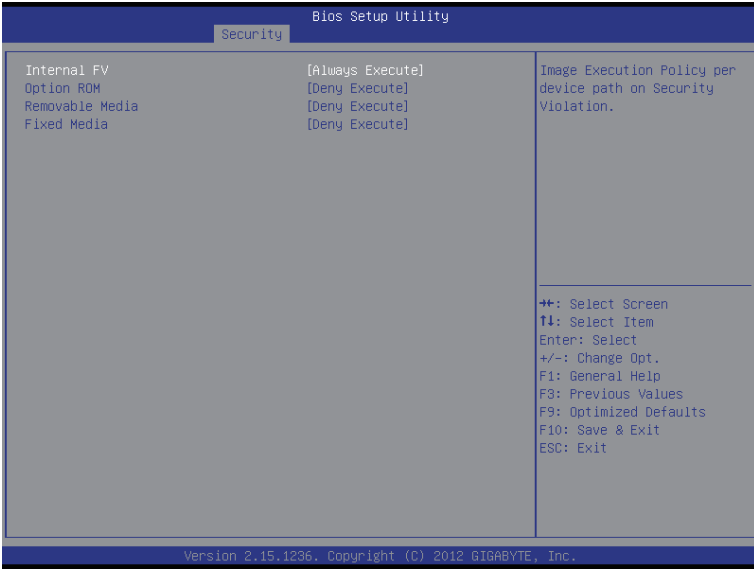 Bios Setup Utility
Security
Internal FV [Always Execute]
Option ROM [Deny Execute]
Removable Media [Deny Execute]
Fixed Media [Deny Execute]
Image Execution Policy per
device path on Security
Violation.
→←: Select Screen
↑↓: Select Item
Enter: Select
+/-: Change Opt.
F1: General Help
F3: Previous Values
F9: Optimized Defaults
F10: Save & Exit
ESC: Exit
Version 2.15.1236. Copyright (C) 2012 GIGABYTE, Inc.